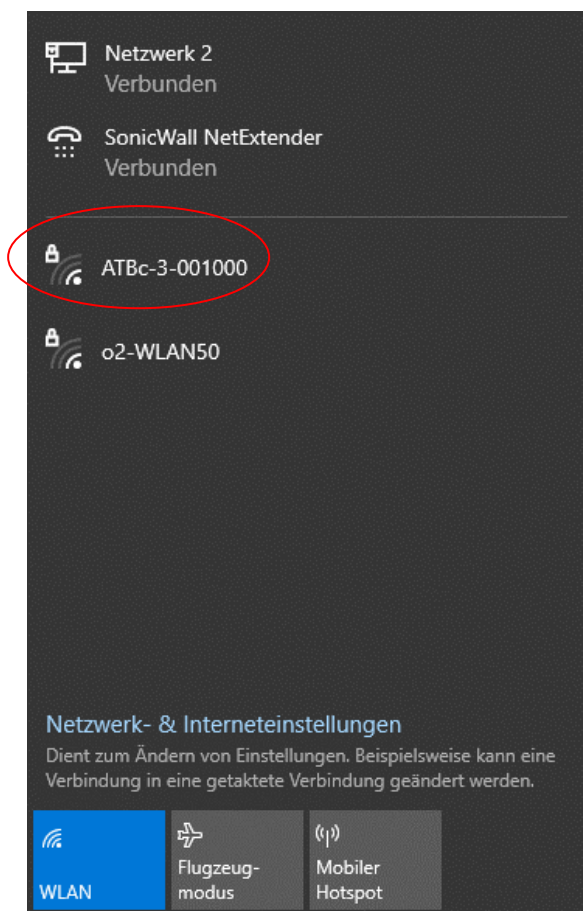 Netzwerk 2
Verbunden
SonicWall NetExtender
Verbunden
ATBc-3-001000
o2-WLAN50
Netzwerk- & Interneteinstellungen
Dient zum Ändern von Einstellungen. Beispielsweise kann eine
Verbindung in eine getaktete Verbindung geändert werden.
WLAN
Flugzeug-
modus
Mobiler
Hotspot